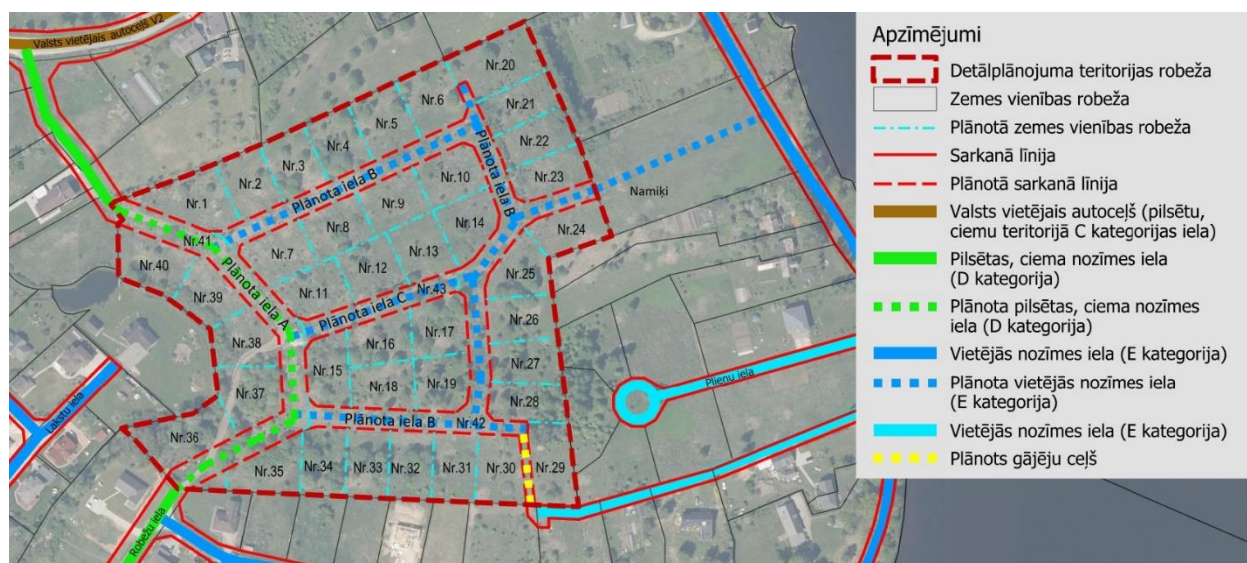 Valsts vietējais autoceļš V2
Nr.20
Nr.6
Nr.21
Nr.5
Nr.4
Nr.22
Nr.3
Plānota iela B
Plānota iela B
Nr.2
Nr.10
Nr.23
Namiķi
Nr.1
Nr.9
Nr.14
Nr.8
Nr.24
Nr.41
Nr.7
Nr.13
Nr.40
Nr.12
Nr.25
Nr.39
Plānota iela A
Nr.11
Plānota iela C
Nr.43
Nr.26
Nr.38
Nr.16
Nr.17
Nr.15
Nr.27
Nr.37
Nr.18
Nr.19
Plieņu iela
Lakstu iela
Nr.28
Plānota iela B
Nr.42
Nr.36
Nr.35
Nr.34
Nr.33
Nr.32
Nr.31
Nr.30
Nr.29
Robežu iela
Apzīmējumi
Detālplānojuma teritorijas robeža
Zemes vienības robeža
Plānotā zemes vienības robeža
Sarkanā līnija
Plānotā sarkanā līnija
Valsts vietējais autoceļš (pilsētu,
ciemu teritorijā C kategorijas iela)
Pilsētas, ciema nozīmes iela
(D kategorija)
Plānota pilsētas, ciema nozīmes
iela (D kategorija)
Vietējās nozīmes iela (E kategorija)
Plānota vietējās nozīmes iela
(E kategorija)
Vietējās nozīmes iela (E kategorija)
Plānots gājēju ceļš